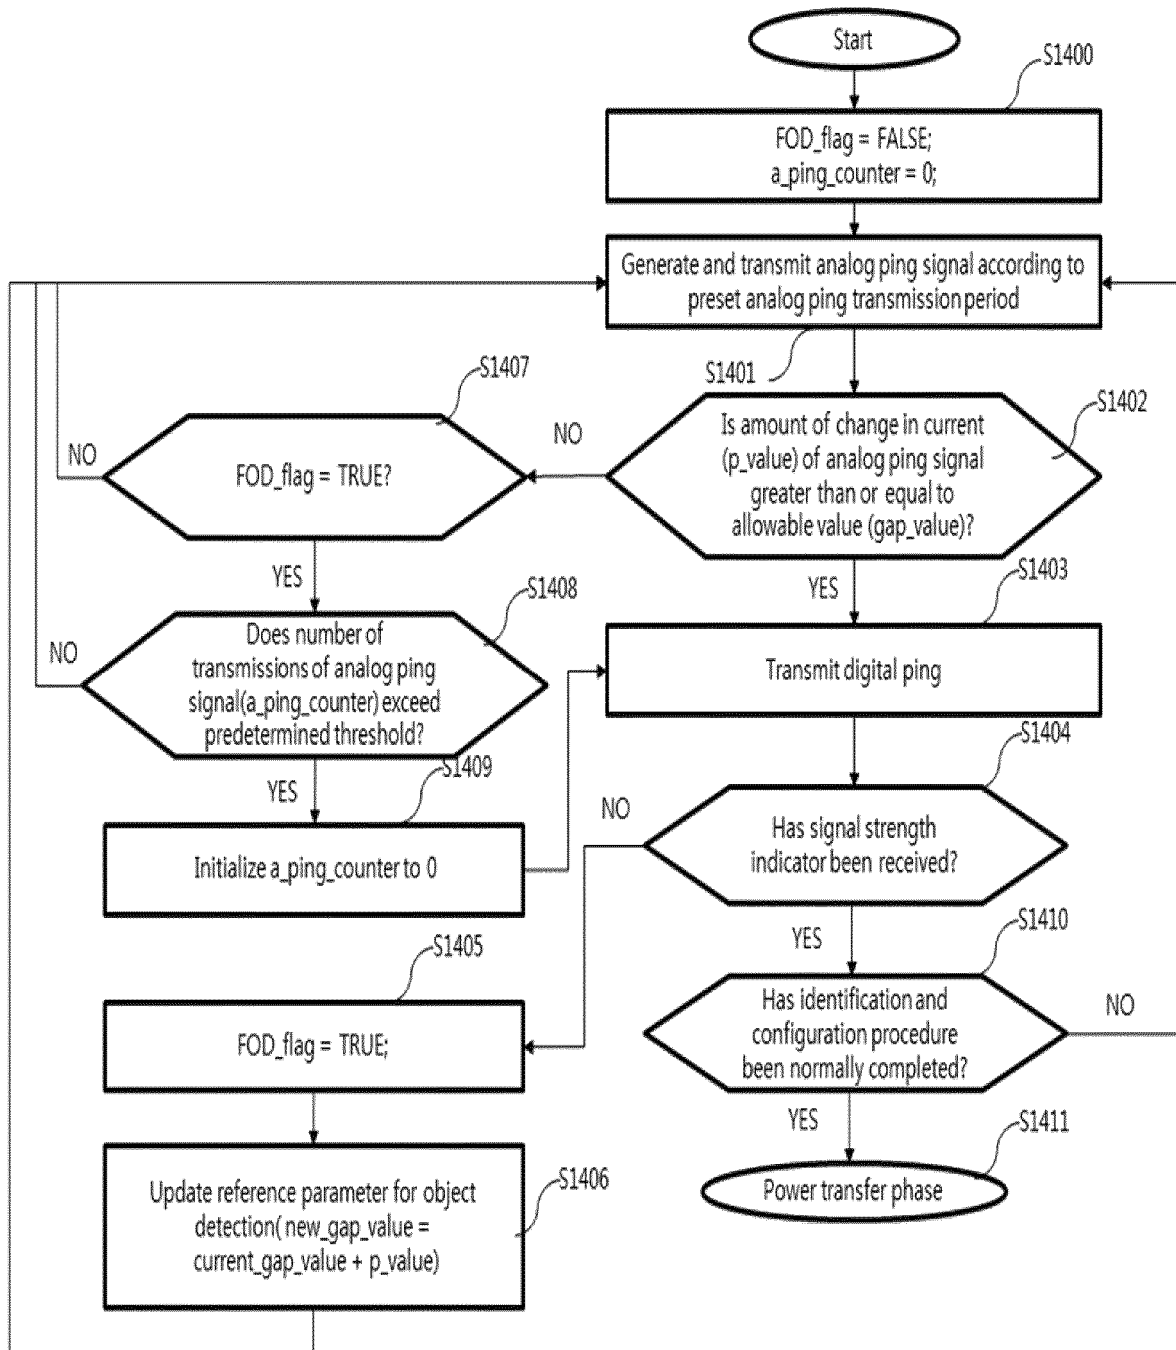 Start
S1400
FOD_flag = FALSE;
a_ping_counter = 0;
Generate and transmit analog ping signal according to
preset analog ping transmission period
S1401
S1407
S1402
NO
FOD_flag = TRUE?
NO
Is amount of change in current
(p_value) of analog ping signal
greater than or equal to
allowable value (gap_value)?
YES
S1408
YES
S1403
NO
Does number of
transmissions of analog ping
signal(a_ping_counter) exceed
predetermined threshold?
Transmit digital ping
S1409
YES
S1404
NO
Initialize a_ping_counter to 0
Has signal strength
indicator been received?
S1405
YES
S1410
FOD_flag = TRUE;
Has identification and
configuration procedure
been normally completed?
NO
YES
S1411
Update reference parameter for object
detection( new_gap_value =
current_gap_value + p_value)
S1406
Power transfer phase